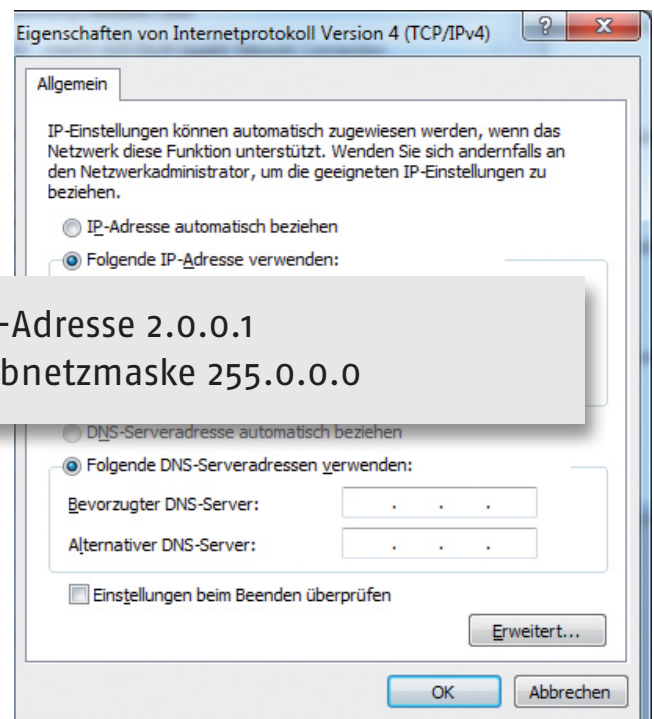 Eigenschaften von Internetprotokoll Version 4 (TCP/IPv4)
?
X
Allgemein
IP-Einstellungen können automatisch zugewiesen werden, wenn das
Netzwerk diese Funktion unterstützt. Wenden Sie sich andernfalls an
den Netzwerkadministrator, um die geeigneten IP-Einstellungen zu
beziehen.
IP-Adresse automatisch beziehen
Folgende IP-Adresse verwenden:
-Adresse 2.0.0.1
bnetzmaske 255.0.0.0
DNS-Serveradresse automatisch beziehen
Folgende DNS-Serveradressen verwenden:
Bevorzugter DNS-Server: . . .
Alternativer DNS-Server: . . .
Einstellungen beim Beenden überprüfen
Erweitert...
OK Abbrechen